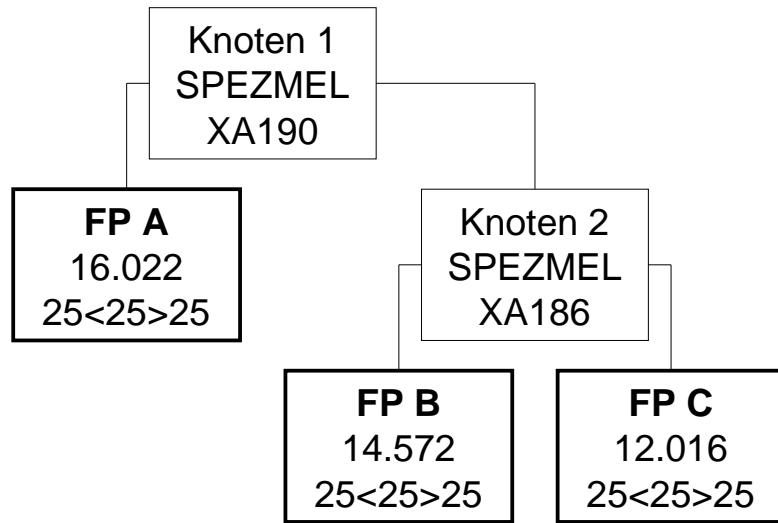 Knoten 1
SPEZMEL
XA190
FP A
16.022
25<25>25
Knoten 2
SPEZMEL
XA186
FP B
14.572
25<25>25
FP C
12.016
25<25>25